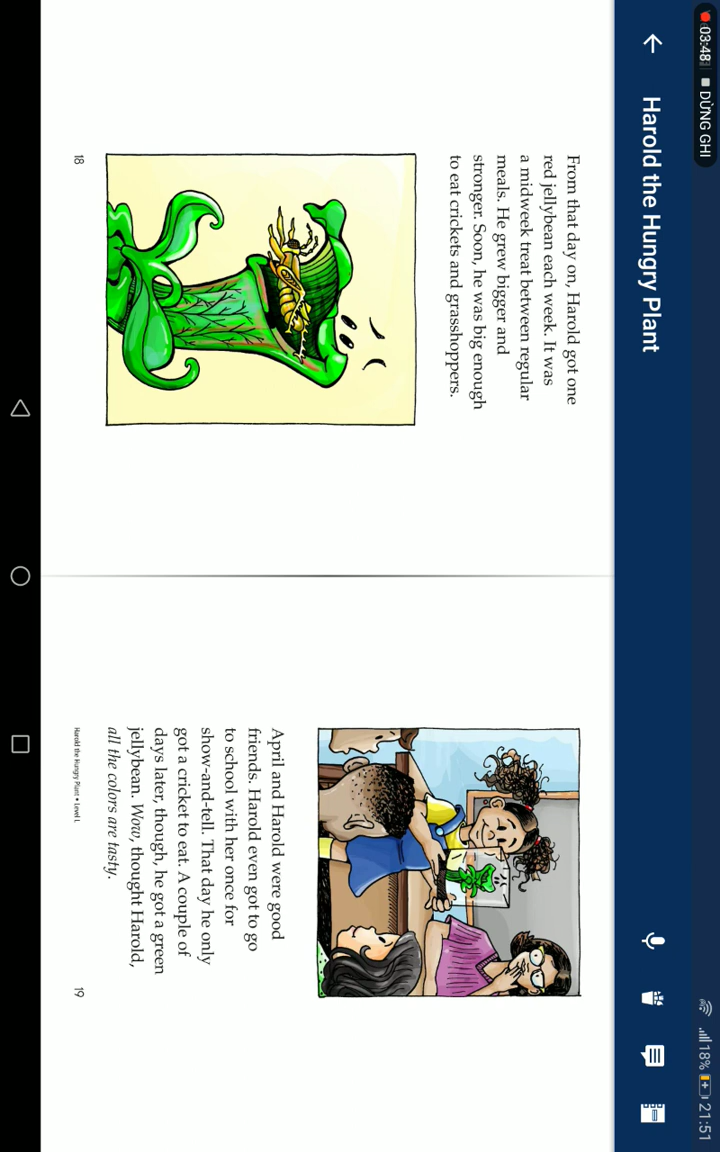 03:48 DỪNG GHI
18% 21:51
Harold the Hungry Plant
From that day on, Harold got one
red jellybean each week. It was
a midweek treat between regular
meals. He grew bigger and
stronger. Soon, he was big enough
to eat crickets and grasshoppers.
18
April and Harold were good
friends. Harold even got to go
to school with her once for
show-and-tell. That day he only
got a cricket to eat. A couple of
days later, though, he got a green
jellybean. Wow, thought Harold,
all the colors are tasty.
Harold the Hungry Plant • Level L
19